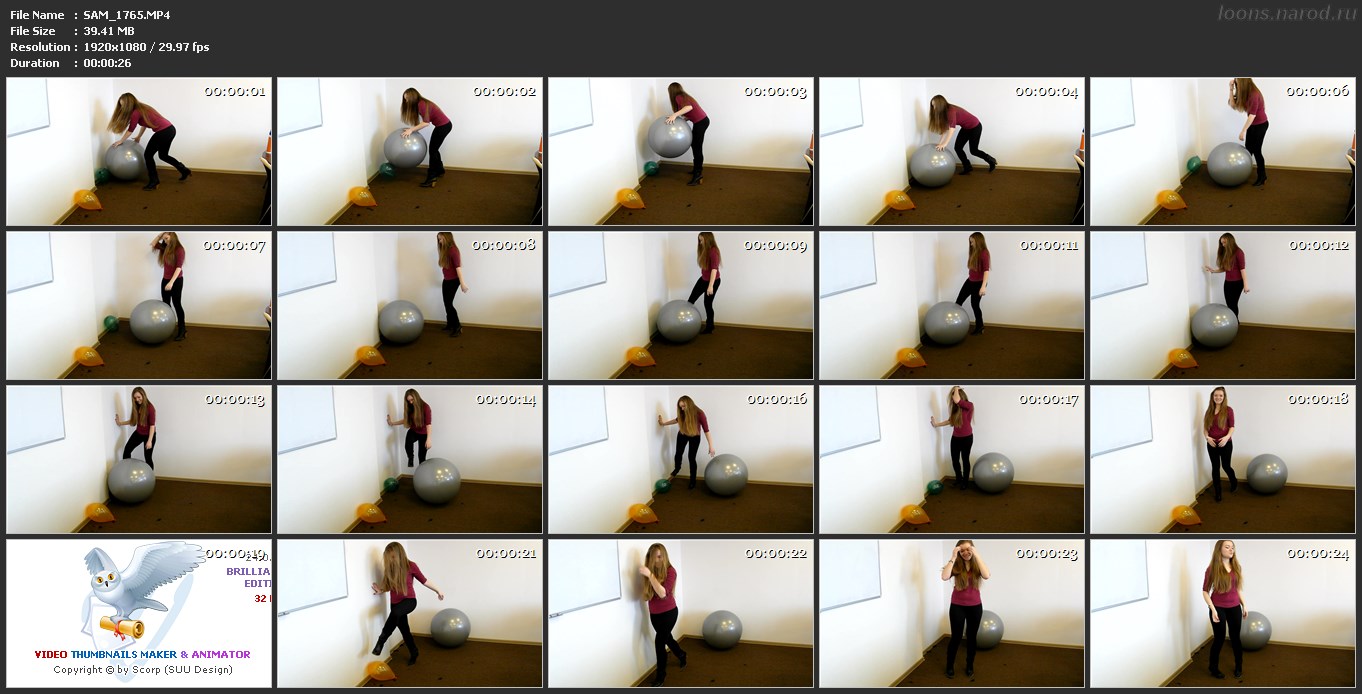 File Name : SAM_1765.MP4
File Size : 39.41 MB
Resolution : 1920x1080 / 29.97 fps
Duration : 00:00:26
loons.narod.ru
00:00:01
00:00:02
00:00:03
00:00:04
00:00:06
00:00:07
00:00:08
00:00:09
00:00:11
00:00:12
00:00:13
00:00:14
00:00:16
00:00:17
00:00:18
00:00:19
BRILLIA
EDITI
32
VIDEO THUMBNAILS MAKER & ANIMATOR
Copyright © by Scorp (SUU Design)
00:00:21
00:00:22
00:00:23
00:00:24